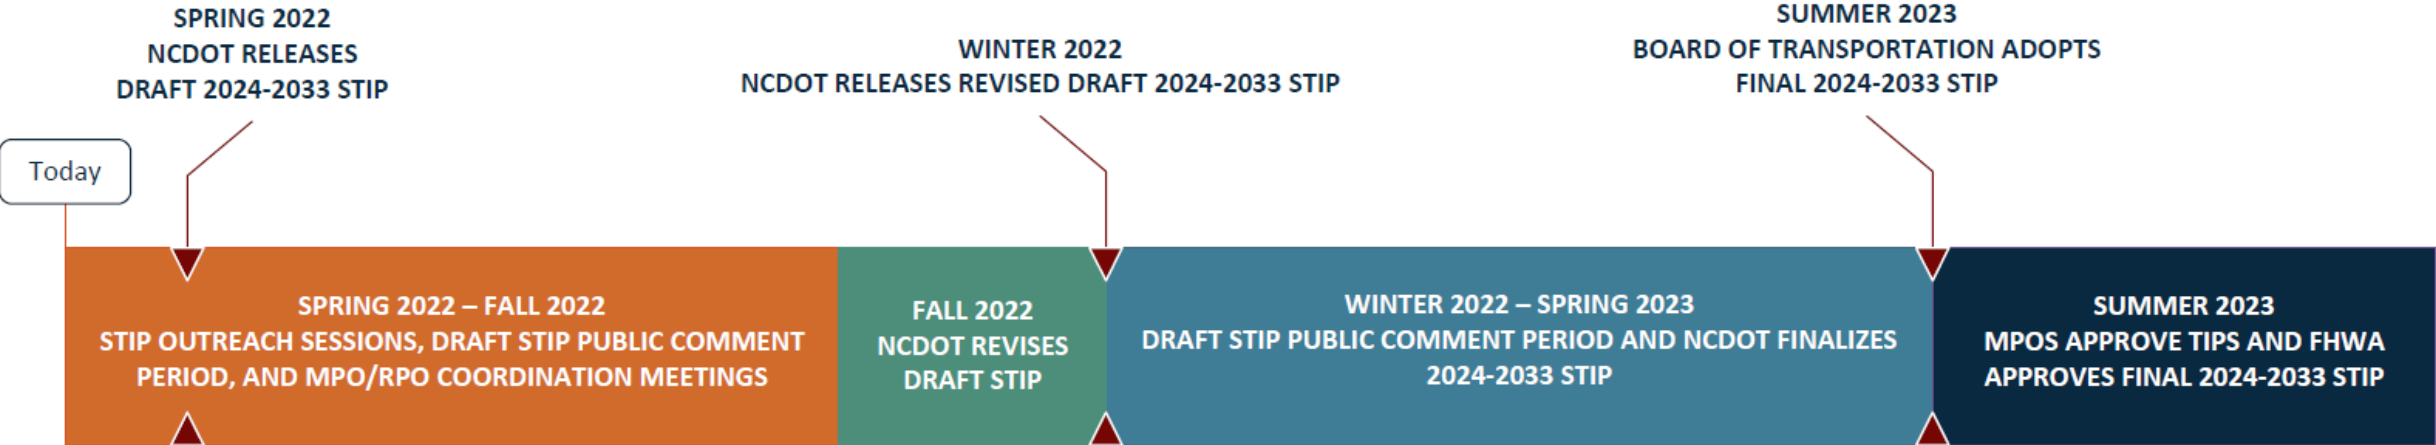 SPRING 2022
NCDOT RELEASES
DRAFT 2024-2033 STIP
WINTER 2022
NCDOT RELEASES REVISED DRAFT 2024-2033 STIP
SUMMER 2023
BOARD OF TRANSPORTATION ADOPTS
FINAL 2024-2033 STIP
Today
SPRING 2022 – FALL 2022
STIP OUTREACH SESSIONS, DRAFT STIP PUBLIC COMMENT
PERIOD, AND MPO/RPO COORDINATION MEETINGS
FALL 2022
NCDOT REVISES
DRAFT STIP
WINTER 2022 – SPRING 2023
DRAFT STIP PUBLIC COMMENT PERIOD AND NCDOT FINALIZES
2024-2033 STIP
SUMMER 2023
MPOS APPROVE TIPS AND FHWA
APPROVES FINAL 2024-2033 STIP